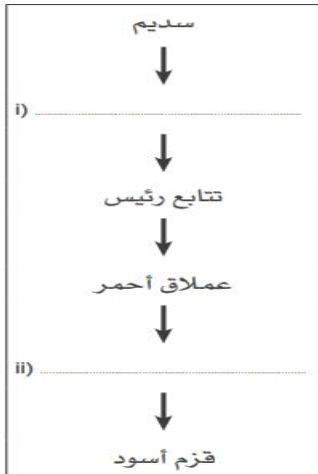 سديم
i) ........................................
تتابع رئيس
عملاق أحمر
ii) ........................................
قزم أسود